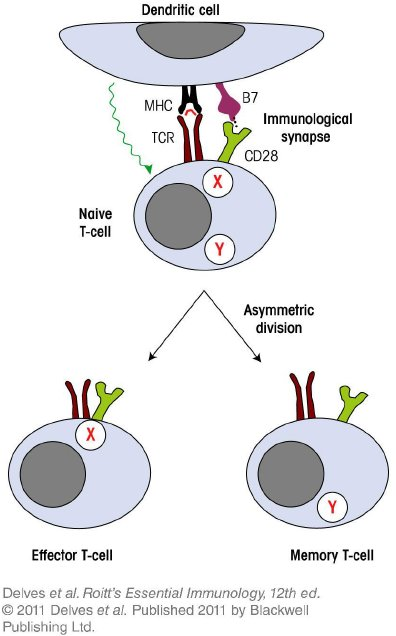 Dendritic cell
MHC
B7
Immunological
synapse
TCR
CD28
X
Naive
T-cell
Y
Asymmetric
division
X
Y
Effector T-cell
Memory T-cell
Delves et al. Roitt's Essential Immunology, 12th ed.
© 2011 Delves et al. Published 2011 by Blackwell
Publishing Ltd.